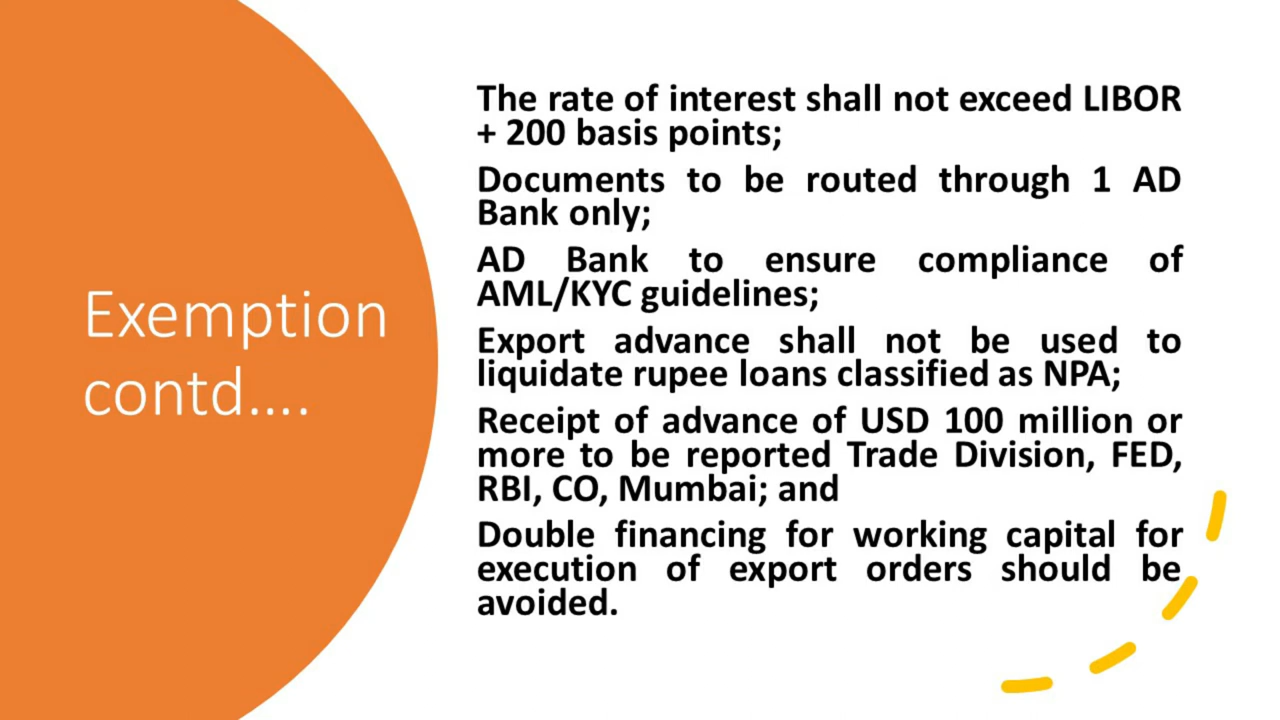 Exemption
contd....
The rate of interest shall not exceed LIBOR
+ 200 basis points;
Documents to be routed through 1 AD
Bank only;
AD Bank to ensure compliance of
AML/KYC guidelines;
Export advance shall not be used to
liquidate rupee loans classified as NPA;
Receipt of advance of USD 100 million or
more to be reported Trade Division, FED,
RBI, CO, Mumbai; and
Double financing for working capital for
execution of export orders should be
avoided.